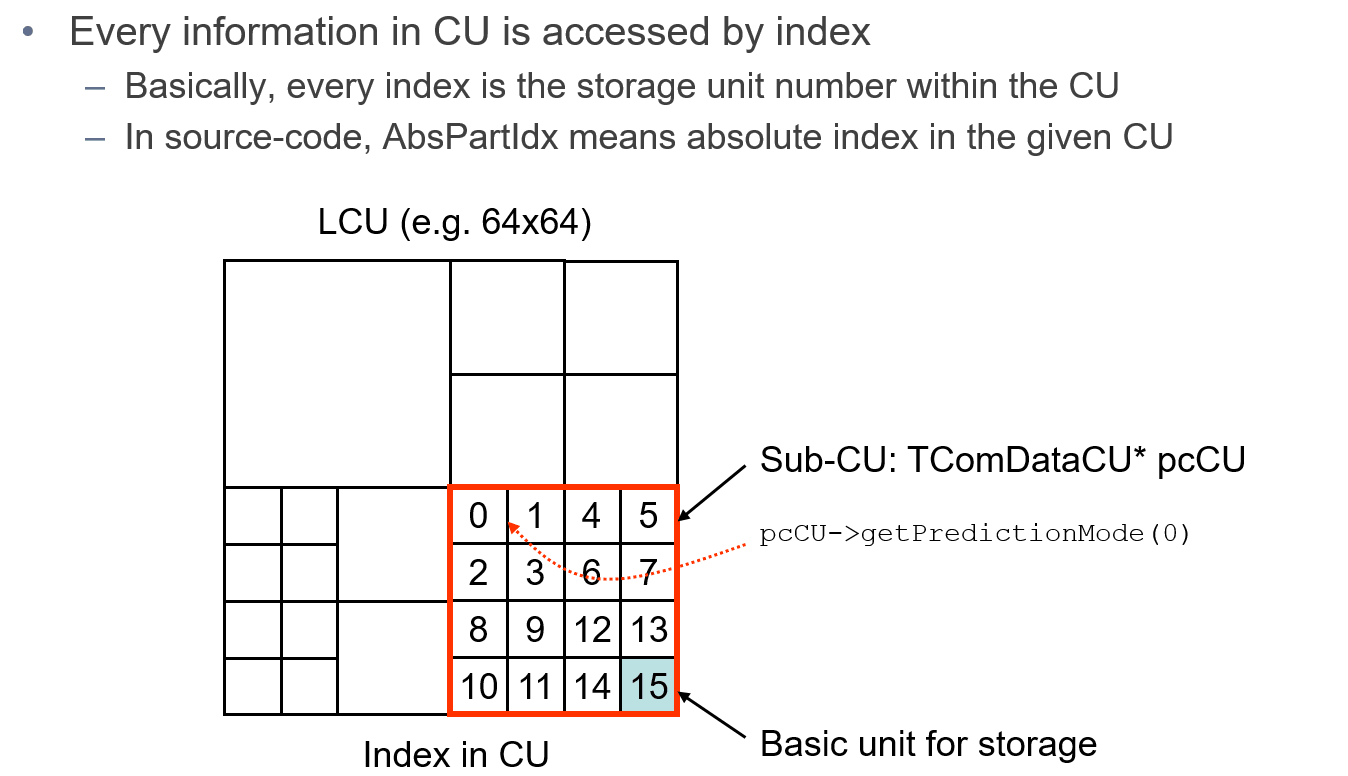 • Every information in CU is accessed by index
– Basically, every index is the storage unit number within the CU
– In source-code, AbsPartIdx means absolute index in the given CU
LCU (e.g. 64x64)
Sub-CU: TComDataCU* pcCU
0 1 4 5
pcCU->getPredictionMode(0)
2 3 6 7
8 9 12 13
10 11 14 15
Basic unit for storage
Index in CU